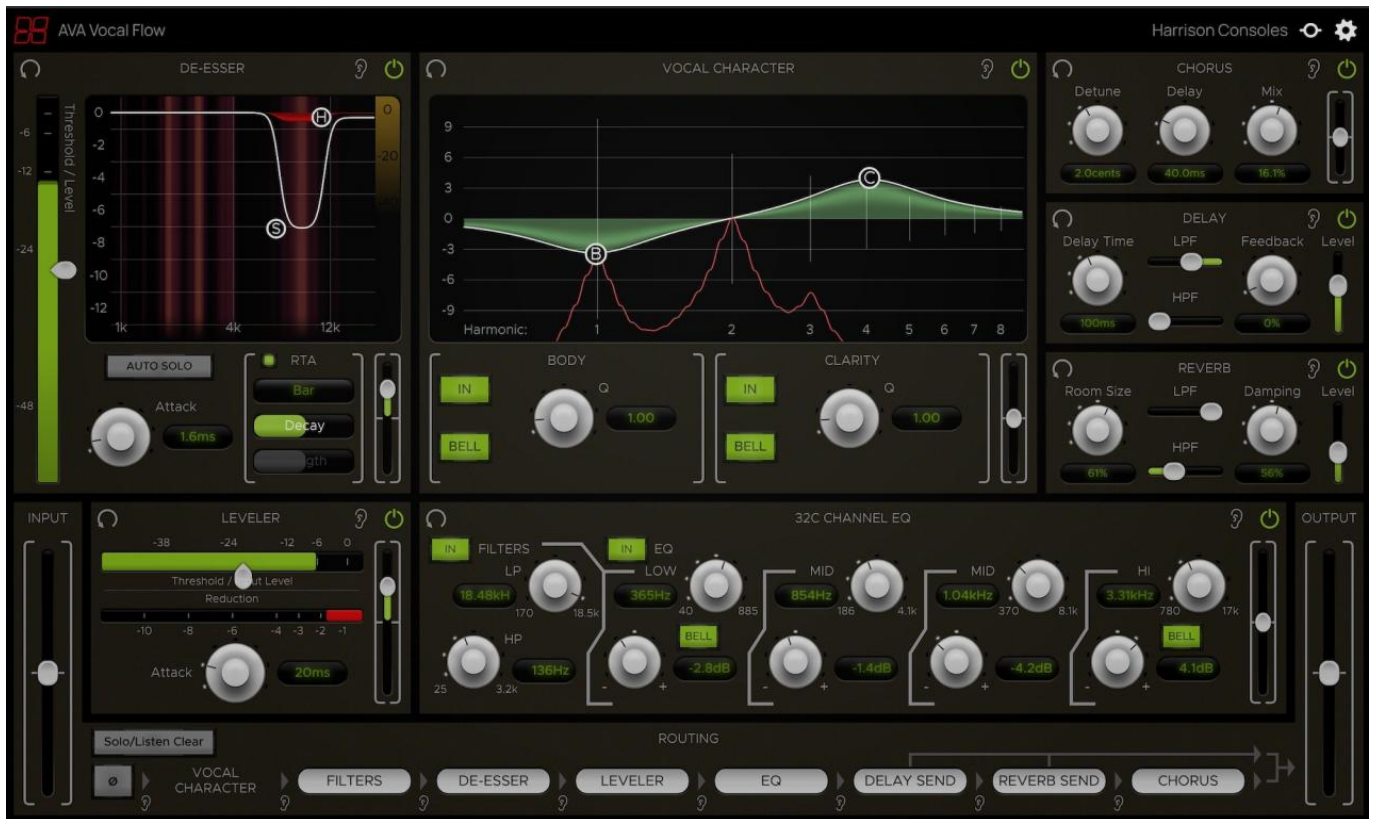 AVA Vocal Flow
Harrison Consoles
DE-ESSER
Threshold / Level
-6
-12
-24
-48
0
-2
-4
-6
-8
-10
-12
1k 4k 12k
H
S
0
-20
AUTO SOLO
Attack
1.6ms
RTA
Bar
Decay
VOCAL CHARACTER
9
6
3
0
-3
-6
-9
B
C
Harmonic: 1 2 3 4 5 6 7 8
BODY
IN
Q
1.00
BELL
CLARITY
IN
Q
1.00
BELL
CHORUS
Detune Delay Mix
2.0cents 40.0ms 16.1%
DELAY
Delay Time LPF Feedback Level
HPF
100ms 0%
REVERB
Room Size LPF Damping Level
HPF
61% 56%
INPUT
LEVELER
-38 -24 -12 -6 0
Threshold / Input Level
Reduction
-10 -8 -6 -4 -3 -2 -1
Attack
20ms
32C CHANNEL EQ
IN FILTERS
LP
18.48kH
170 18.5k
HP
136Hz
25 3.2k
IN EQ
LOW
365Hz
40 885
BELL
-2.8dB
- +
MID
854Hz
186 4.1k
-1.4dB
- +
MID
1.04kHz
370 8.1k
-4.2dB
- +
HI
3.31kHz
780 17k
BELL
4.1dB
- +
OUTPUT
Solo/Listen Clear
ROUTING
ø
VOCAL
CHARACTER
FILTERS
DE-ESSER
LEVELER
EQ
DELAY SEND
REVERB SEND
CHORUS